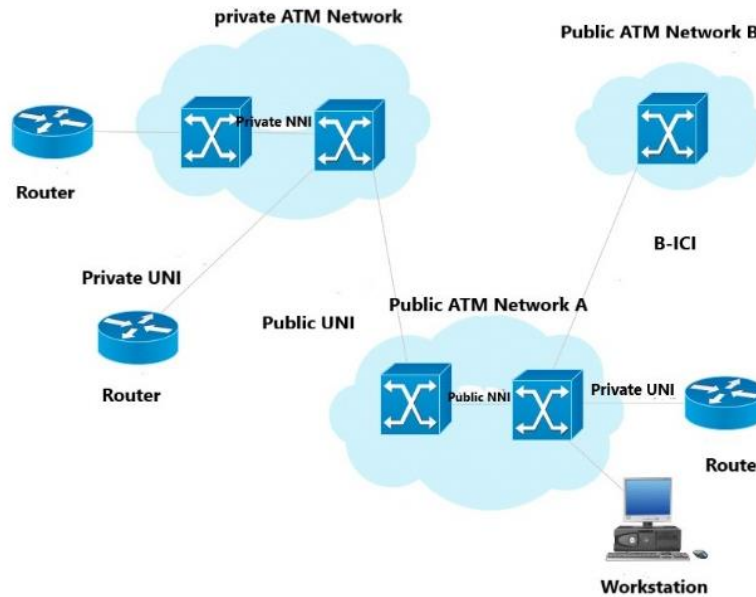 private ATM Network
Public ATM Network B
Private NNI
Router
B-ICI
Private UNI
Public ATM Network A
Public UNI
Router
Public NNI
Private UNI
Route
Workstation